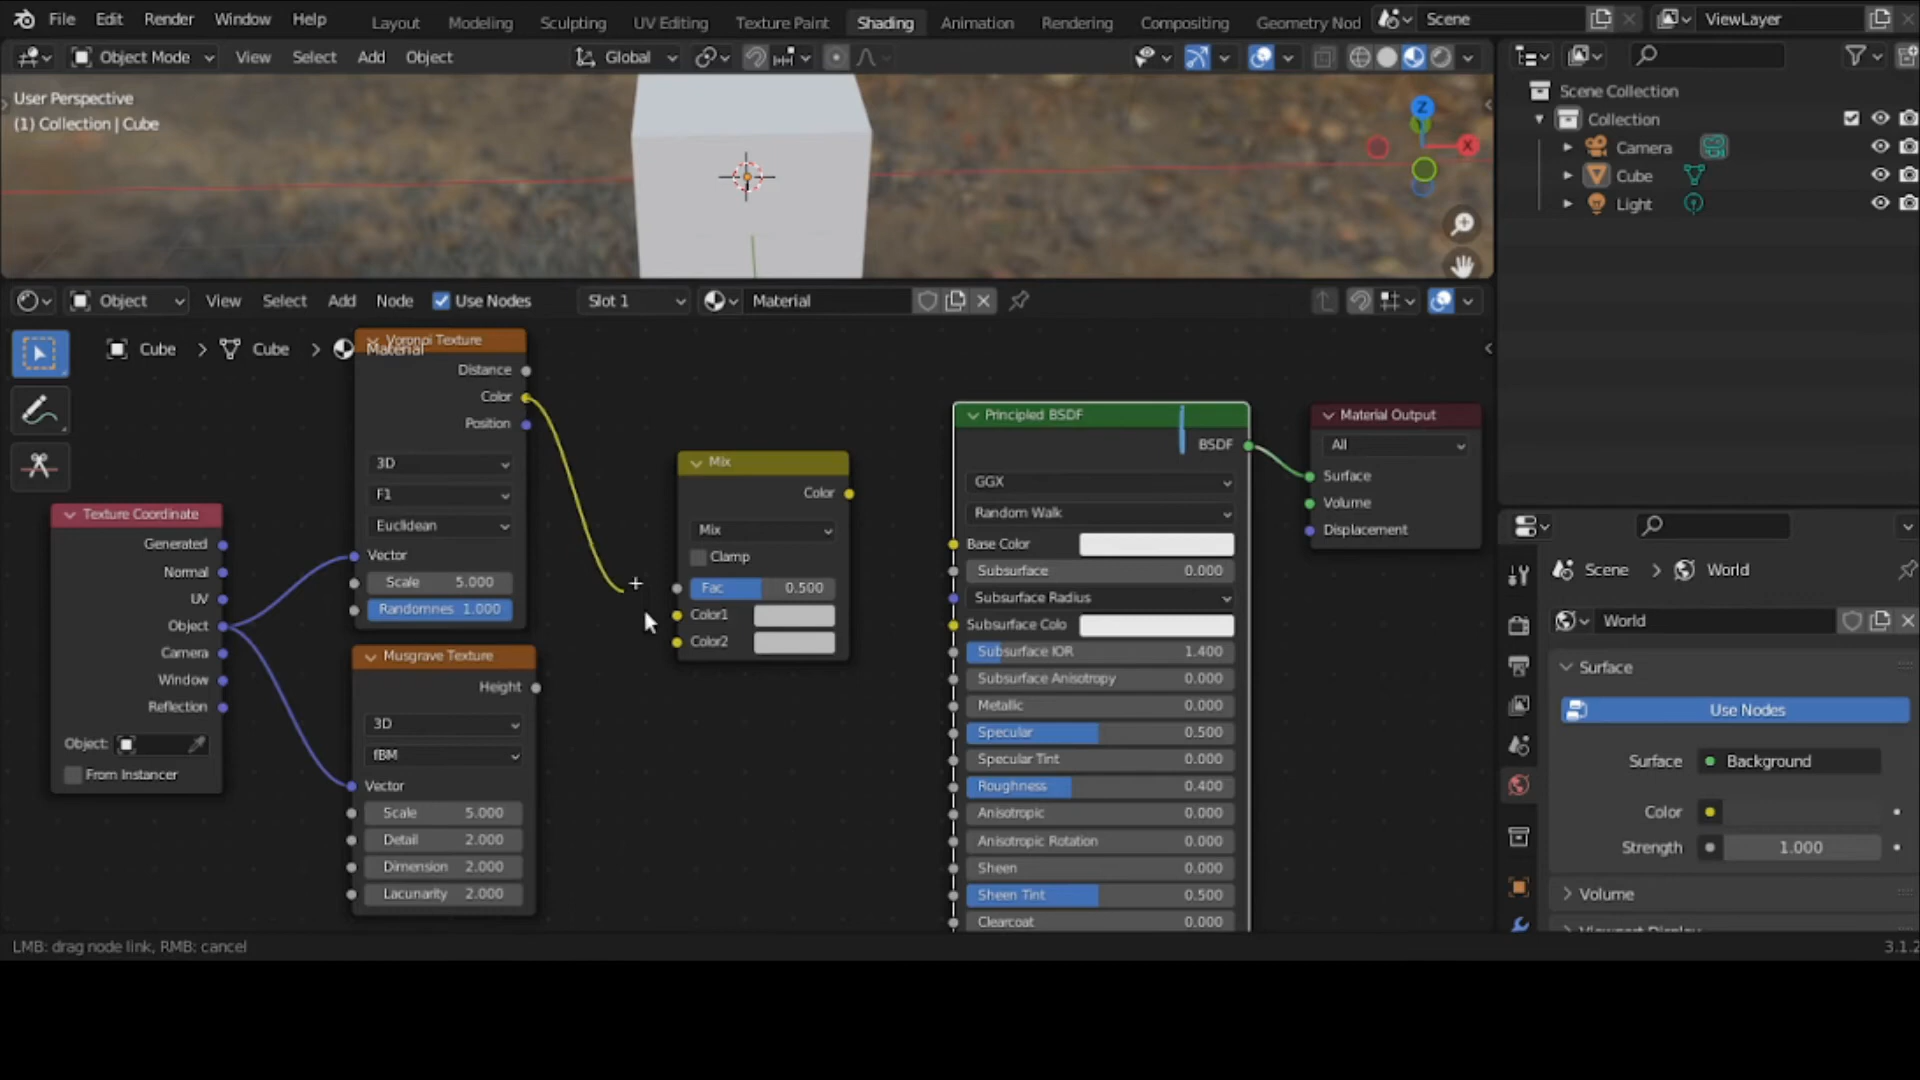 File Edit Render Window Help Layout Modeling Sculpting UV Editing Texture Paint Shading Animation Rendering Compositing Geometry Nod Scene ViewLayer
Object Mode View Select Add Object Global
User Perspective
(1) Collection | Cube
Z
X
Scene Collection
Collection
Camera
Cube
Light
Object View Select Add Node Use Nodes Slot 1 Material
Cube > Cube > Material
Voronoi Texture
Distance
Color
Position
3D
F1
Euclidean
Vector
Scale 5.000
Randomnes 1.000
Texture Coordinate
Generated
Normal
UV
Object
Camera
Window
Reflection
Object:
From Instancer
Musgrave Texture
Height
3D
fBM
Vector
Scale 5.000
Detail 2.000
Dimension 2.000
Lacunarity 2.000
Mix
Color
Mix
Clamp
Fac 0.500
Color1
Color2
Principled BSDF
BSDF
GGX
Random Walk
Base Color
Subsurface 0.000
Subsurface Radius
Subsurface Colo
Subsurface IOR 1.400
Subsurface Anisotropy 0.000
Metallic 0.000
Specular 0.500
Specular Tint 0.000
Roughness 0.400
Anisotropic 0.000
Anisotropic Rotation 0.000
Sheen 0.000
Sheen Tint 0.500
Clearcoat 0.000
Material Output
All
Surface
Volume
Displacement
Scene > World
World
Surface
Use Nodes
Surface Background
Color
Strength 1.000
Volume
Viewport Display
LMB: drag node link, RMB: cancel
3.1.2